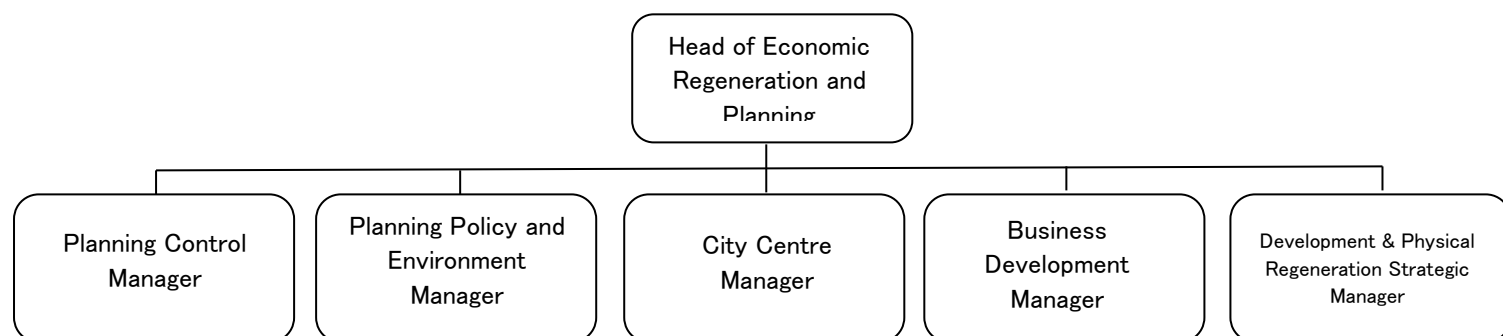 Head of Economic
Regeneration and
Planning
Planning Control
Manager
Planning Policy and
Environment
Manager
City Centre
Manager
Business
Development
Manager
Development & Physical
Regeneration Strategic
Manager